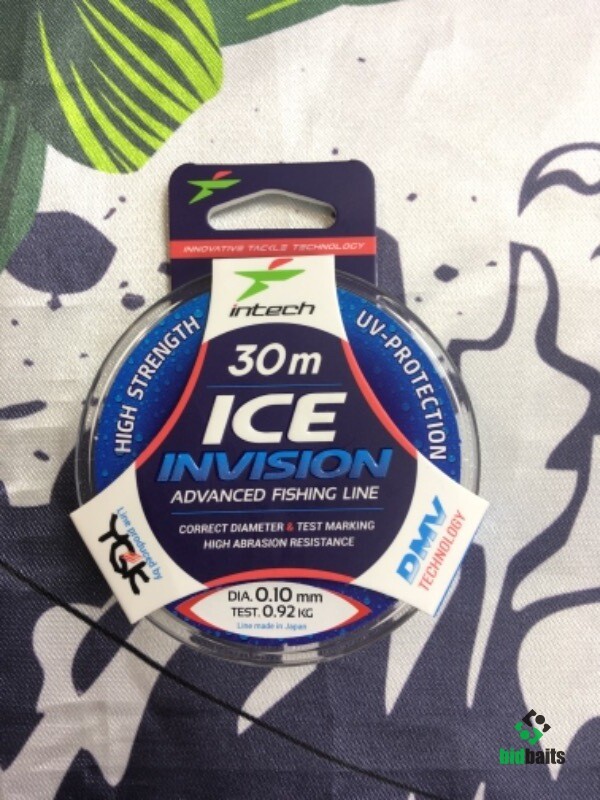 INNOVATIVE TACKLE TECHNOLOGY
intech
HIGH STRENGTH
UV-PROTECTION
30m
ICE
INVISION
ADVANCED FISHING LINE
CORRECT DIAMETER & TEST MARKING
HIGH ABRASION RESISTANCE
Line produced by
YGK
DMV
TECHNOLOGY
DIA. 0.10 mm
TEST. 0.92 KG
Line made in Japan
bidbaits